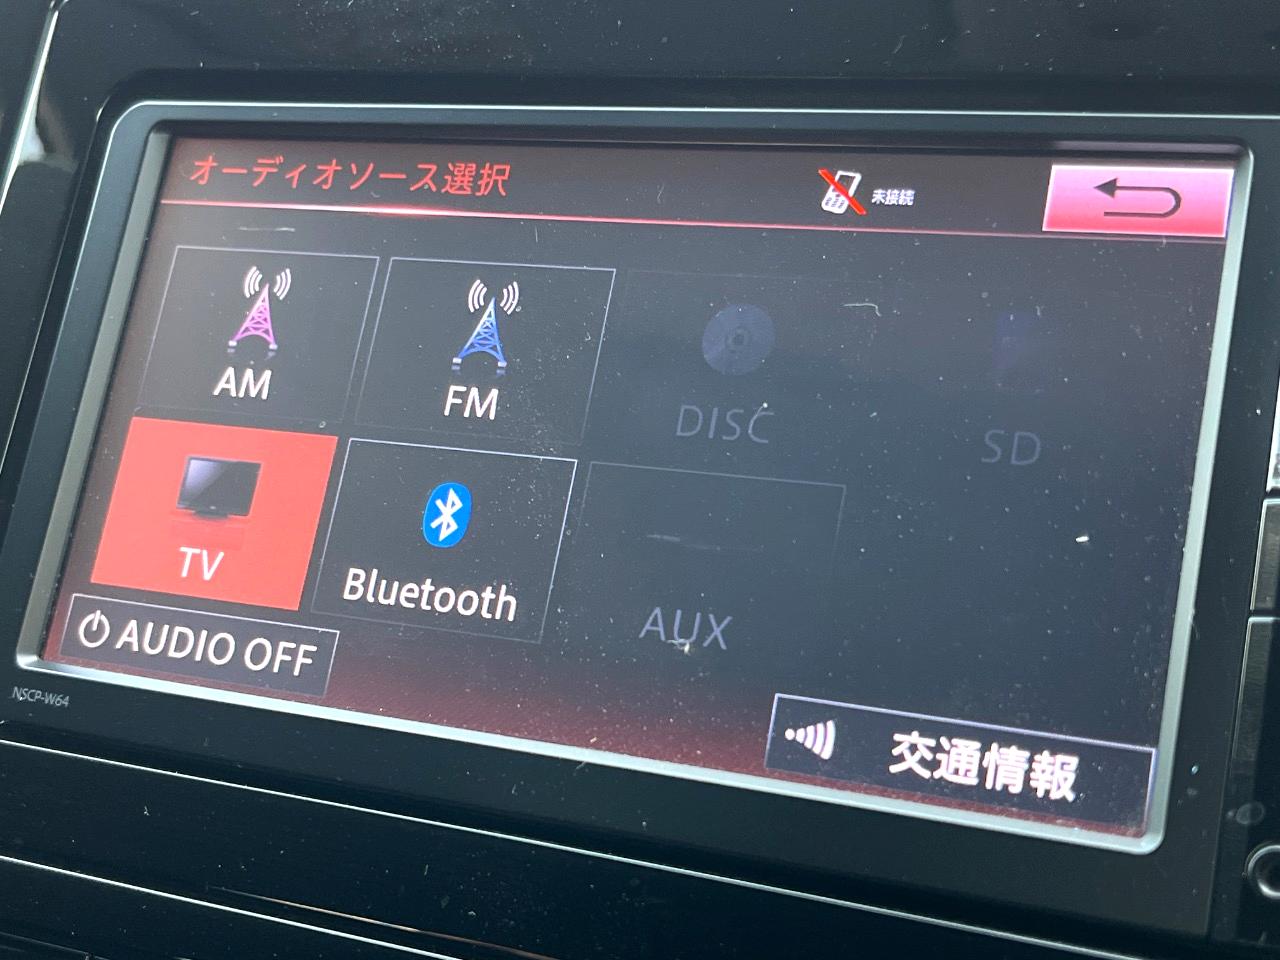 オーディオソース選択
未接続
AM
FM
DISC
SD
TV
Bluetooth
AUX
AUDIO OFF
交通情報
NSCP-W64